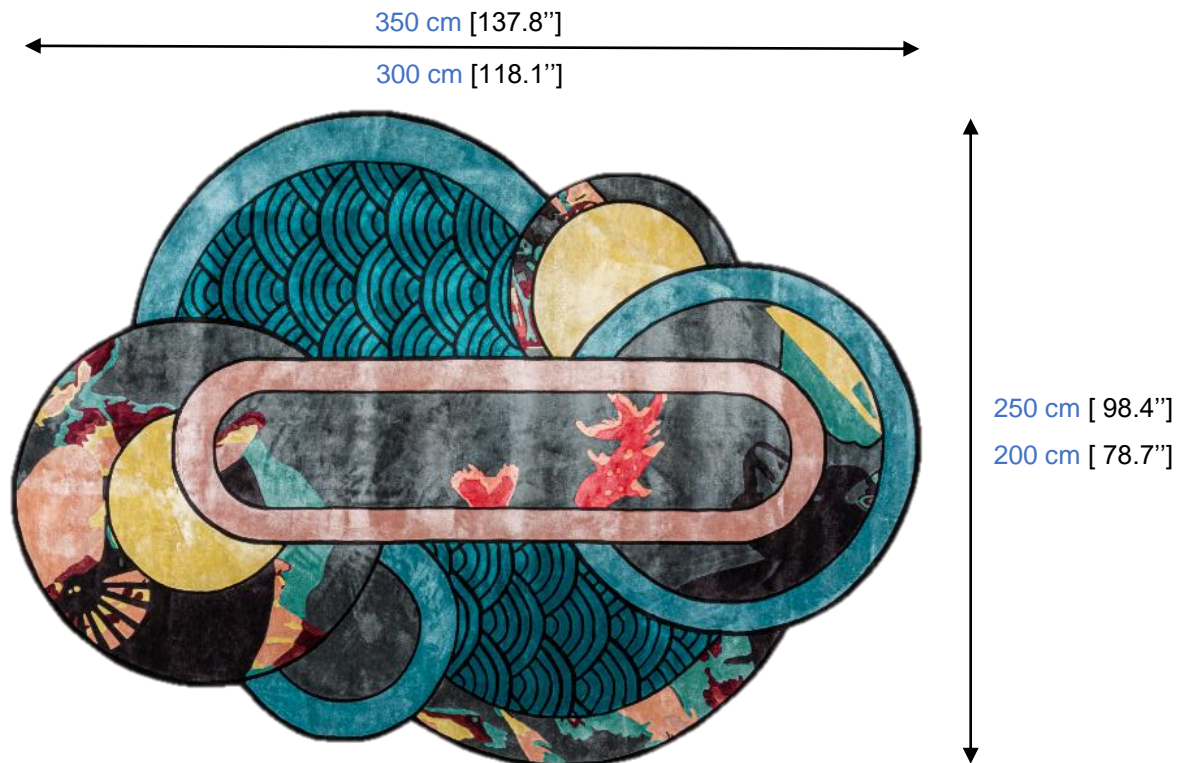 350 cm [137.8’’]
300 cm [118.1’’]
250 cm [ 98.4’’]
200 cm [ 78.7’’]